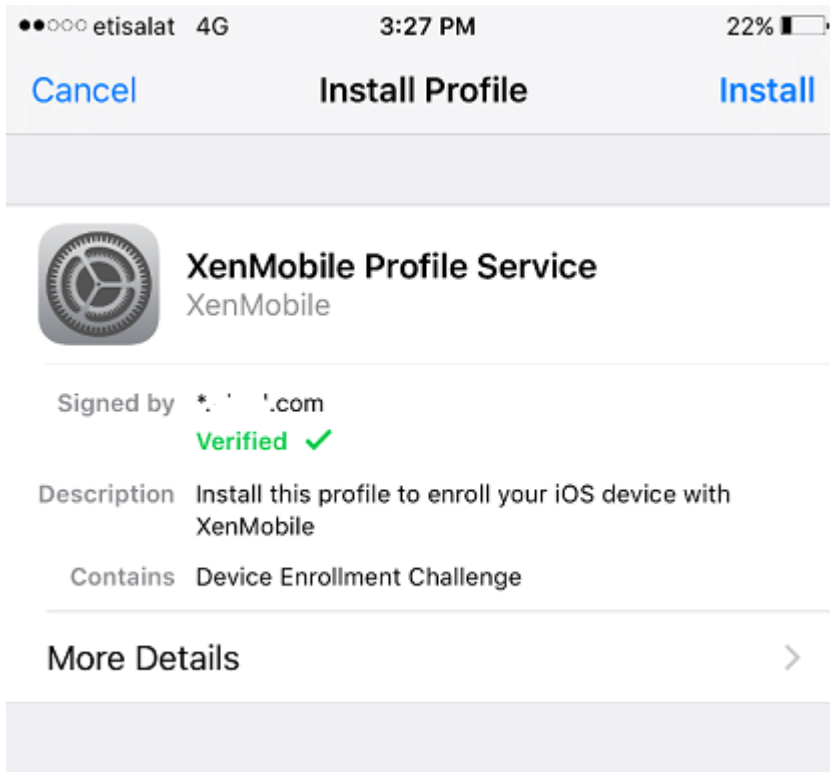 etisalat 4G 3:27 PM 22%
Cancel Install Profile Install
XenMobile Profile Service
XenMobile
Signed by *. .com
Verified ✓
Description Install this profile to enroll your iOS device with
XenMobile
Contains Device Enrollment Challenge
More Details